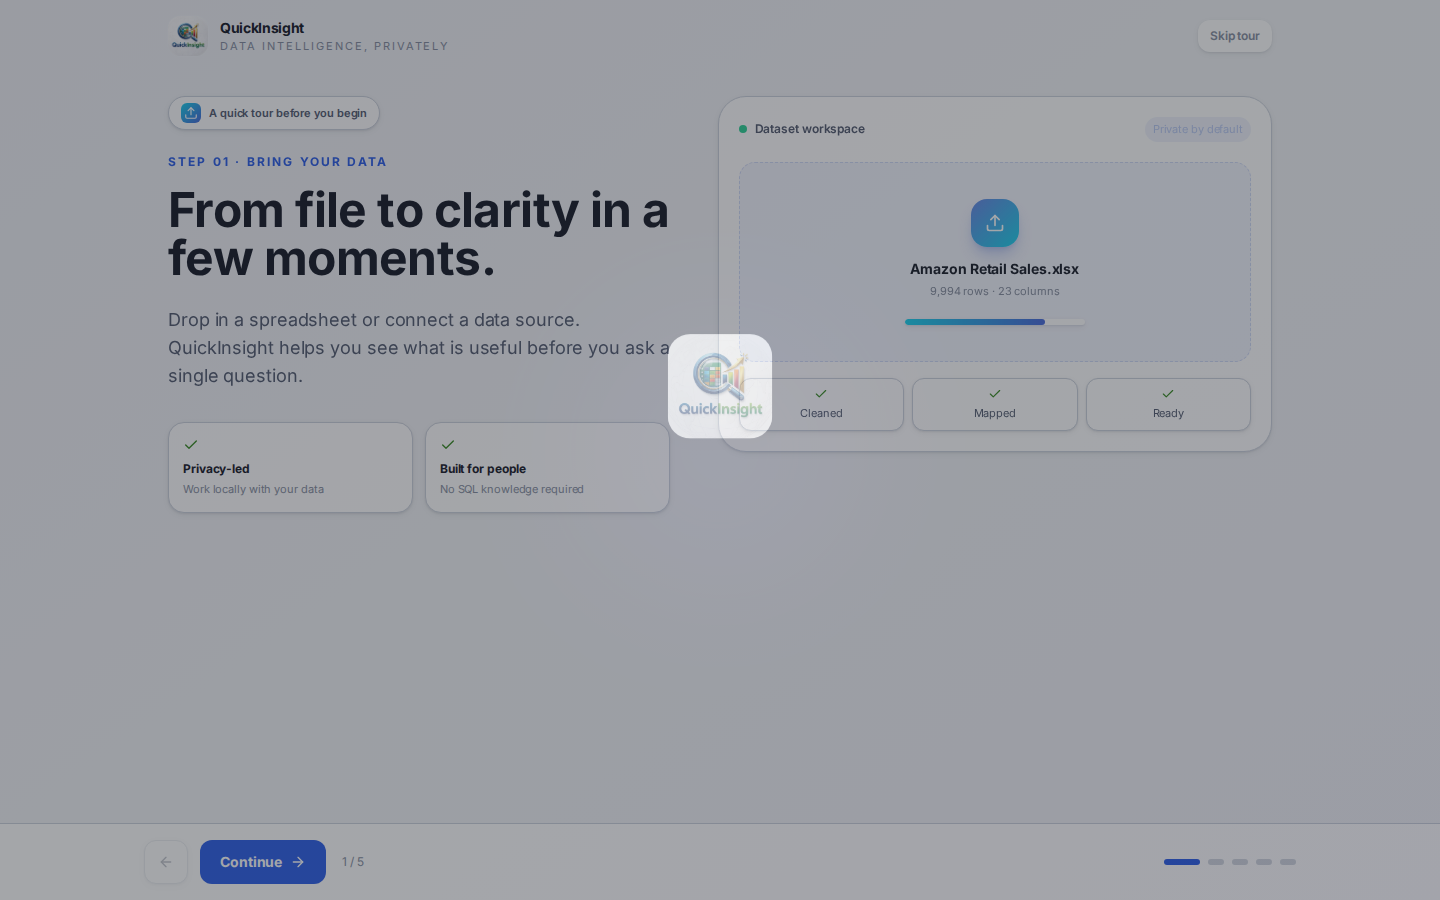 QuickInsight
DATA INTELLIGENCE, PRIVATELY
Skip tour
A quick tour before you begin
STEP 01 · BRING YOUR DATA
From file to clarity in a
few moments.
Drop in a spreadsheet or connect a data source.
QuickInsight helps you see what is useful before you ask a
single question.
Privacy-led
Work locally with your data
Built for people
No SQL knowledge required
Dataset workspace
Private by default
Amazon Retail Sales.xlsx
9,994 rows · 23 columns
Cleaned
Mapped
Ready
QuickInsight
Continue
1 / 5